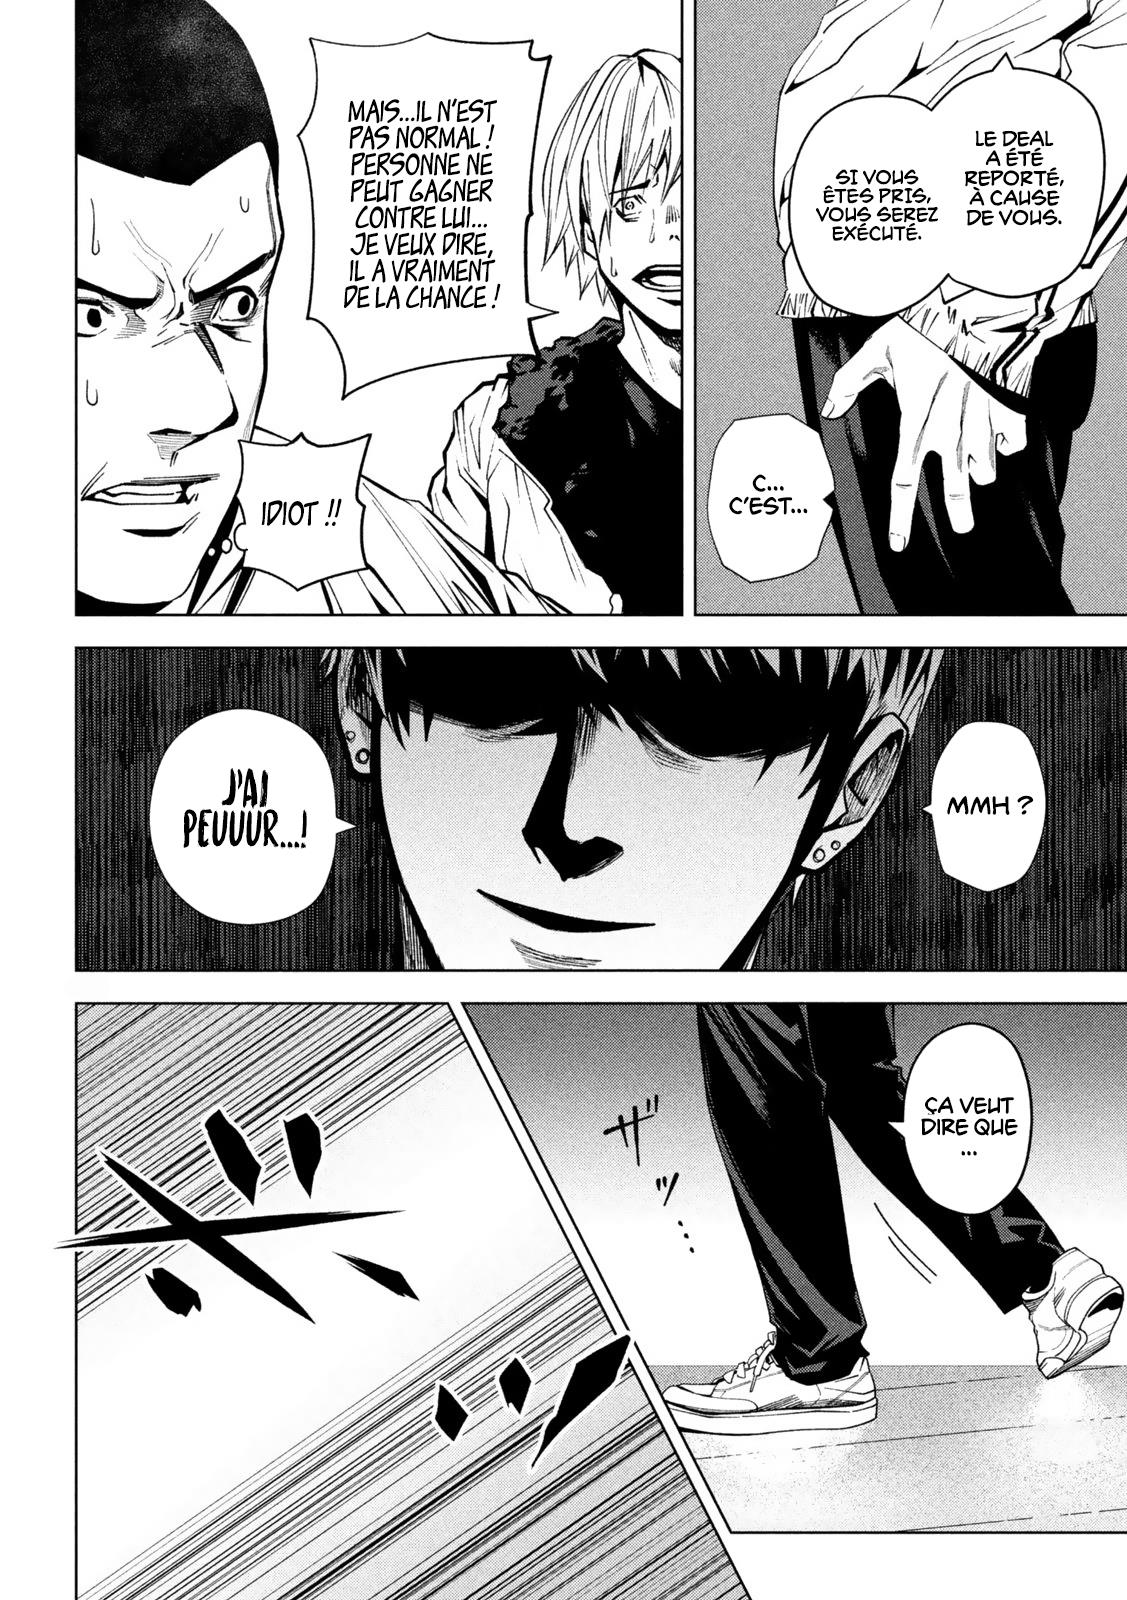 LE DEAL
A ÉTÉ
REPORTÉ,
À CAUSE
DE VOUS.
SI VOUS
ÊTES PRIS,
VOUS SEREZ
EXÉCUTÉ.
C...
C'EST...
MAIS...IL N'EST
PAS NORMAL !
PERSONNE NE
PEUT GAGNER
CONTRE LUI...
JE VEUX DIRE,
IL A VRAIMENT
DE LA CHANCE !
IDIOT !!
MMH ?
J'AI
PEUUUR...!
ÇA VEUT
DIRE QUE
...
ザッ…
ドッ